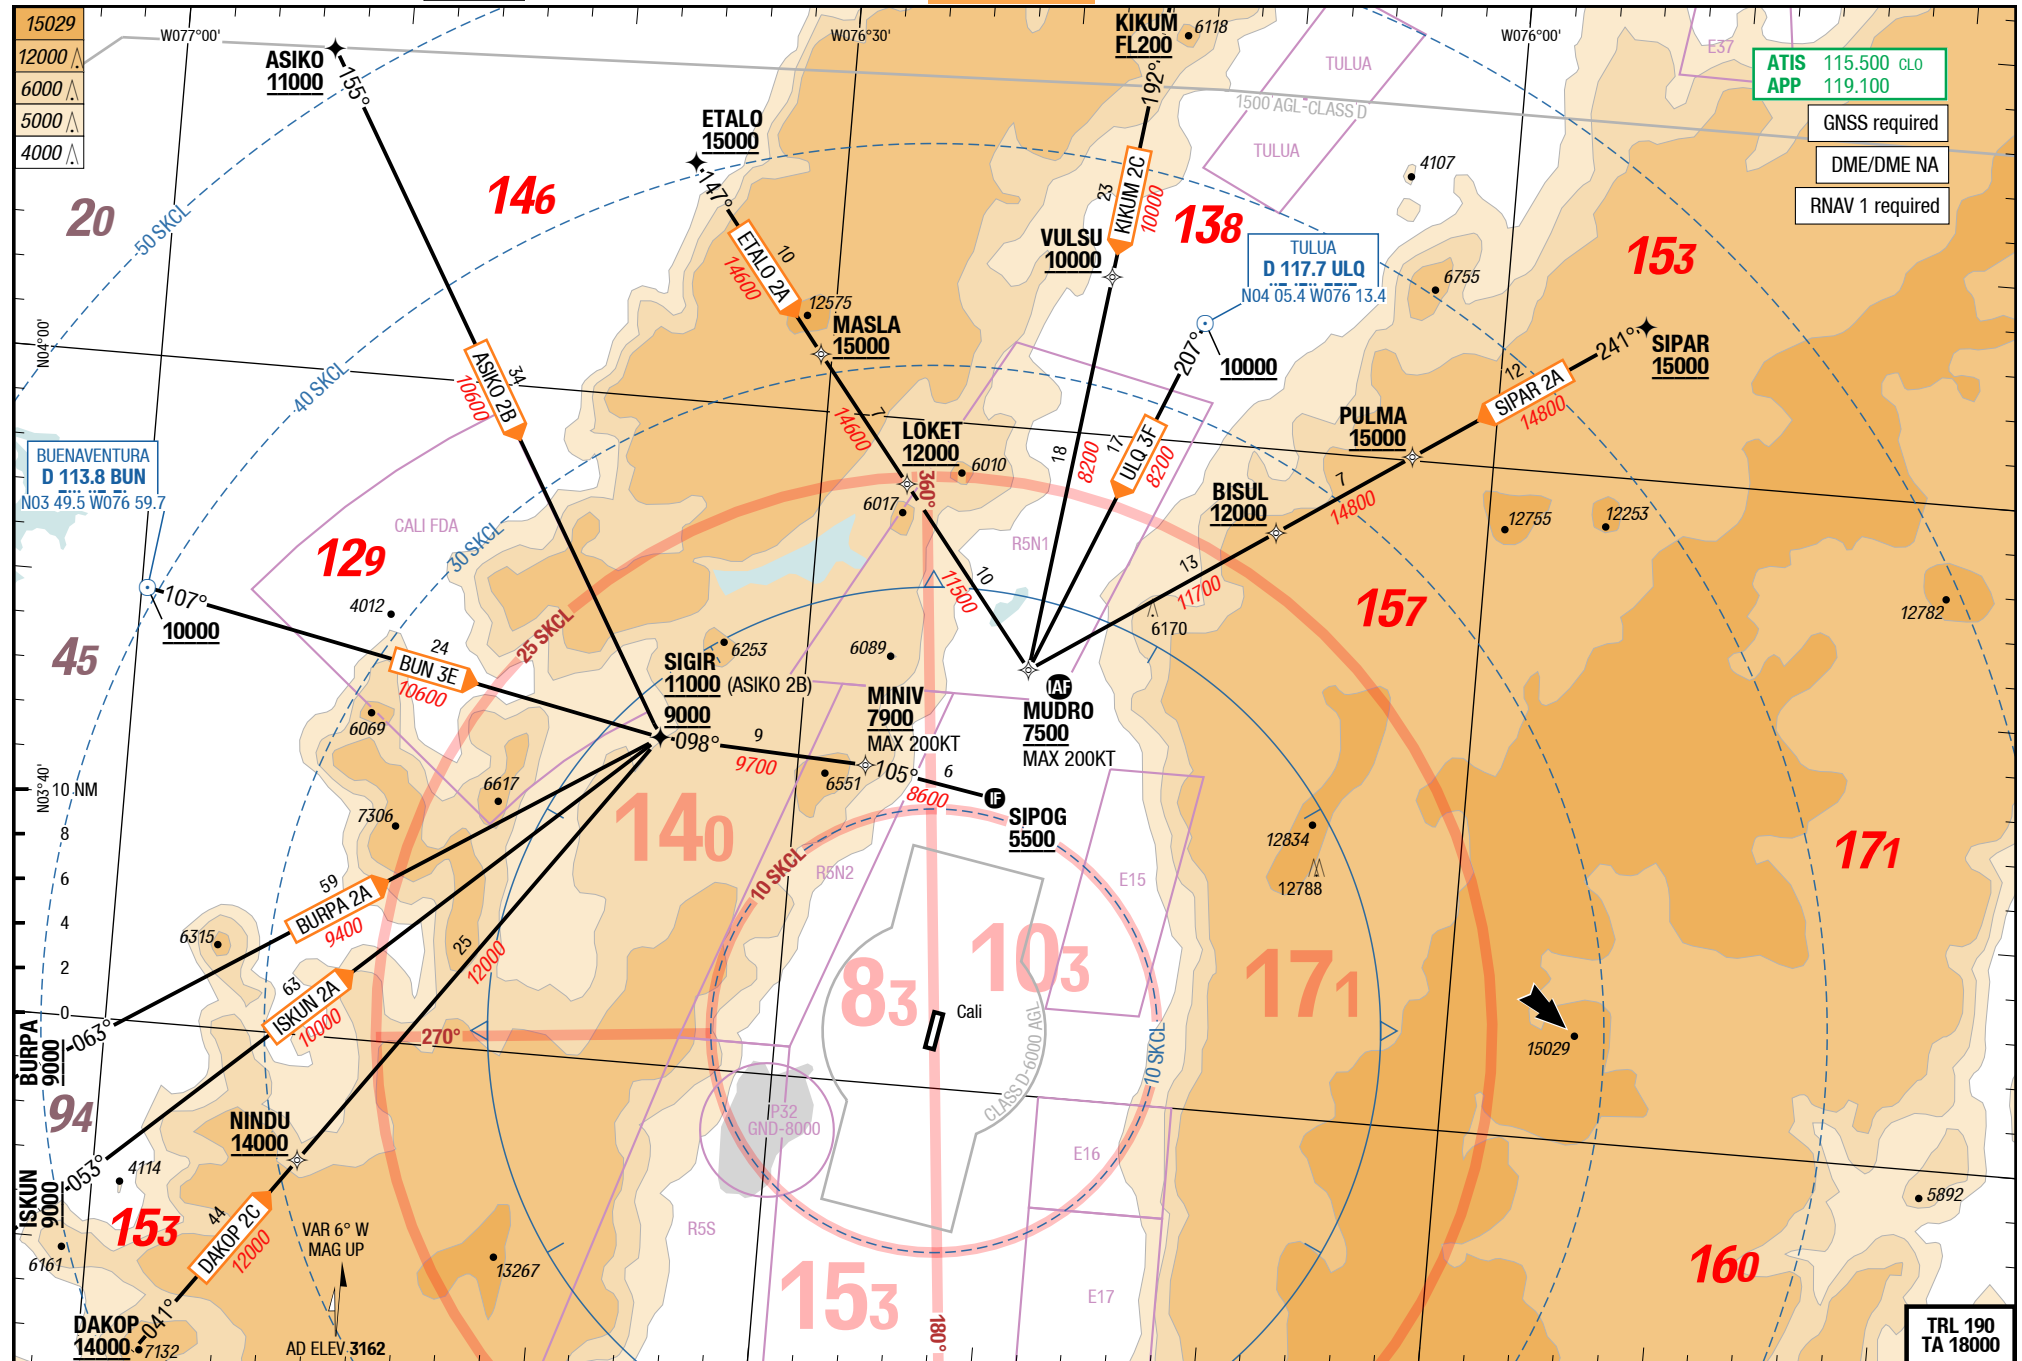 15029
12000
6000
5000
4000
W077°00'
W076°30'
W076°00'
ASIKO
11000
155°
ETALO
15000
147°
KIKUM
FL200
192°
6118
TULUA
TULUA
E37
1500 AGL-CLASS D
ATIS 115.500 CLO
APP 119.100
GNSS required
DME/DME NA
RNAV 1 required
20
146
138
153
50 SKCL
40 SKCL
30 SKCL
4107
KIKUM 2C
23
10000
VULSU
10000
TULUA
D 117.7 ULQ
N04 05.4 W076 13.4
6755
ETALO 2A
10
14600
12575
MASLA
15000
207°
10000
241°
SIPAR
15000
SIPAR 2A
12
14800
N04°00'
ASIKO 2B
34
10600
7
14600
LOKET
12000
6010
6017
360°
18
8200
17
ULQ 3F
8200
PULMA
15000
7
14800
BISUL
12000
12755
12253
BUENAVENTURA
D 113.8 BUN
N03 49.5 W076 59.7
CALI FDA
129
R5N1
10
11500
13
11700
157
12782
107°
10000
4012
25 SKCL
24
BUN 3E
10600
6253
6089
6170
45
SIGIR
11000 (ASIKO 2B)
9000
098°
9
9700
MINIV
7900
MAX 200KT
105°
6
8600
IAF
MUDRO
7500
MAX 200KT
IF
SIPOG
5500
6069
6617
6551
7306
N03°40'
10 NM
8
6
4
2
0
140
R5N2
10 SKCL
E15
12834
12788
171
59
BURPA 2A
9400
6315
25
12000
63
ISKUN 2A
10000
83
103
171
Cali
CLASS D-6000 AGL
10 SKCL
270°
15029
BURPA
9000
063°
94
P32
GND-8000
NINDU
14000
E16
ISKUN
9000
053°
4114
5892
153
44
DAKOP 2C
12000
VAR 6° W
MAG UP
R5S
6161
13267
153
E17
160
DAKOP
14000
041°
7132
AD ELEV 3162
180°
TRL 190
TA 18000